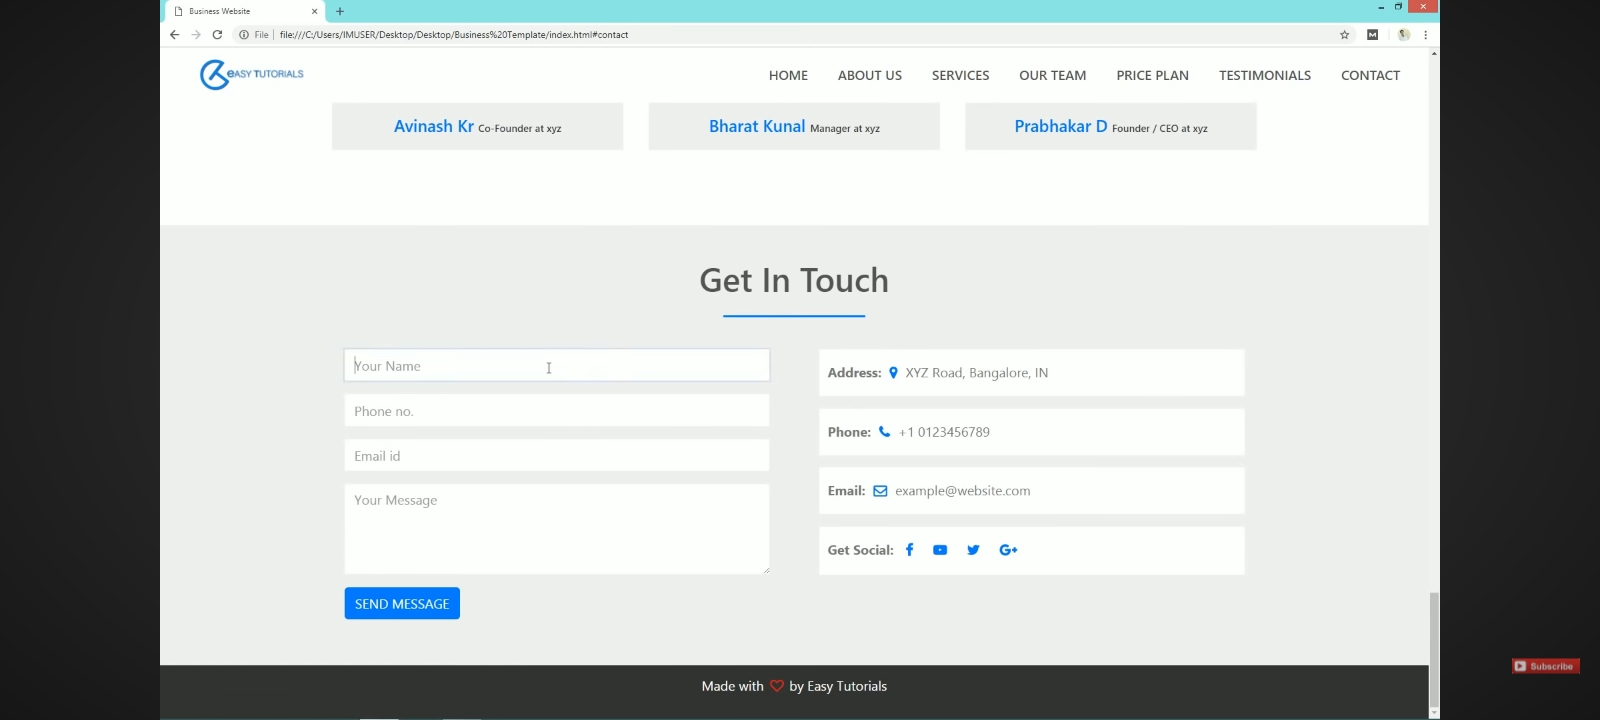 Business Website
File | file:///C:/Users/IMUSER/Desktop/Desktop/Business%20Template/index.html#contact
EASY TUTORIALS
HOME ABOUT US SERVICES OUR TEAM PRICE PLAN TESTIMONIALS CONTACT
Avinash Kr Co-Founder at xyz
Bharat Kunal Manager at xyz
Prabhakar D Founder / CEO at xyz
Get In Touch
Your Name
Phone no.
Email id
Your Message
SEND MESSAGE
Address: XYZ Road, Bangalore, IN
Phone: +1 0123456789
Email: example@website.com
Get Social:
Made with by Easy Tutorials
Subscribe